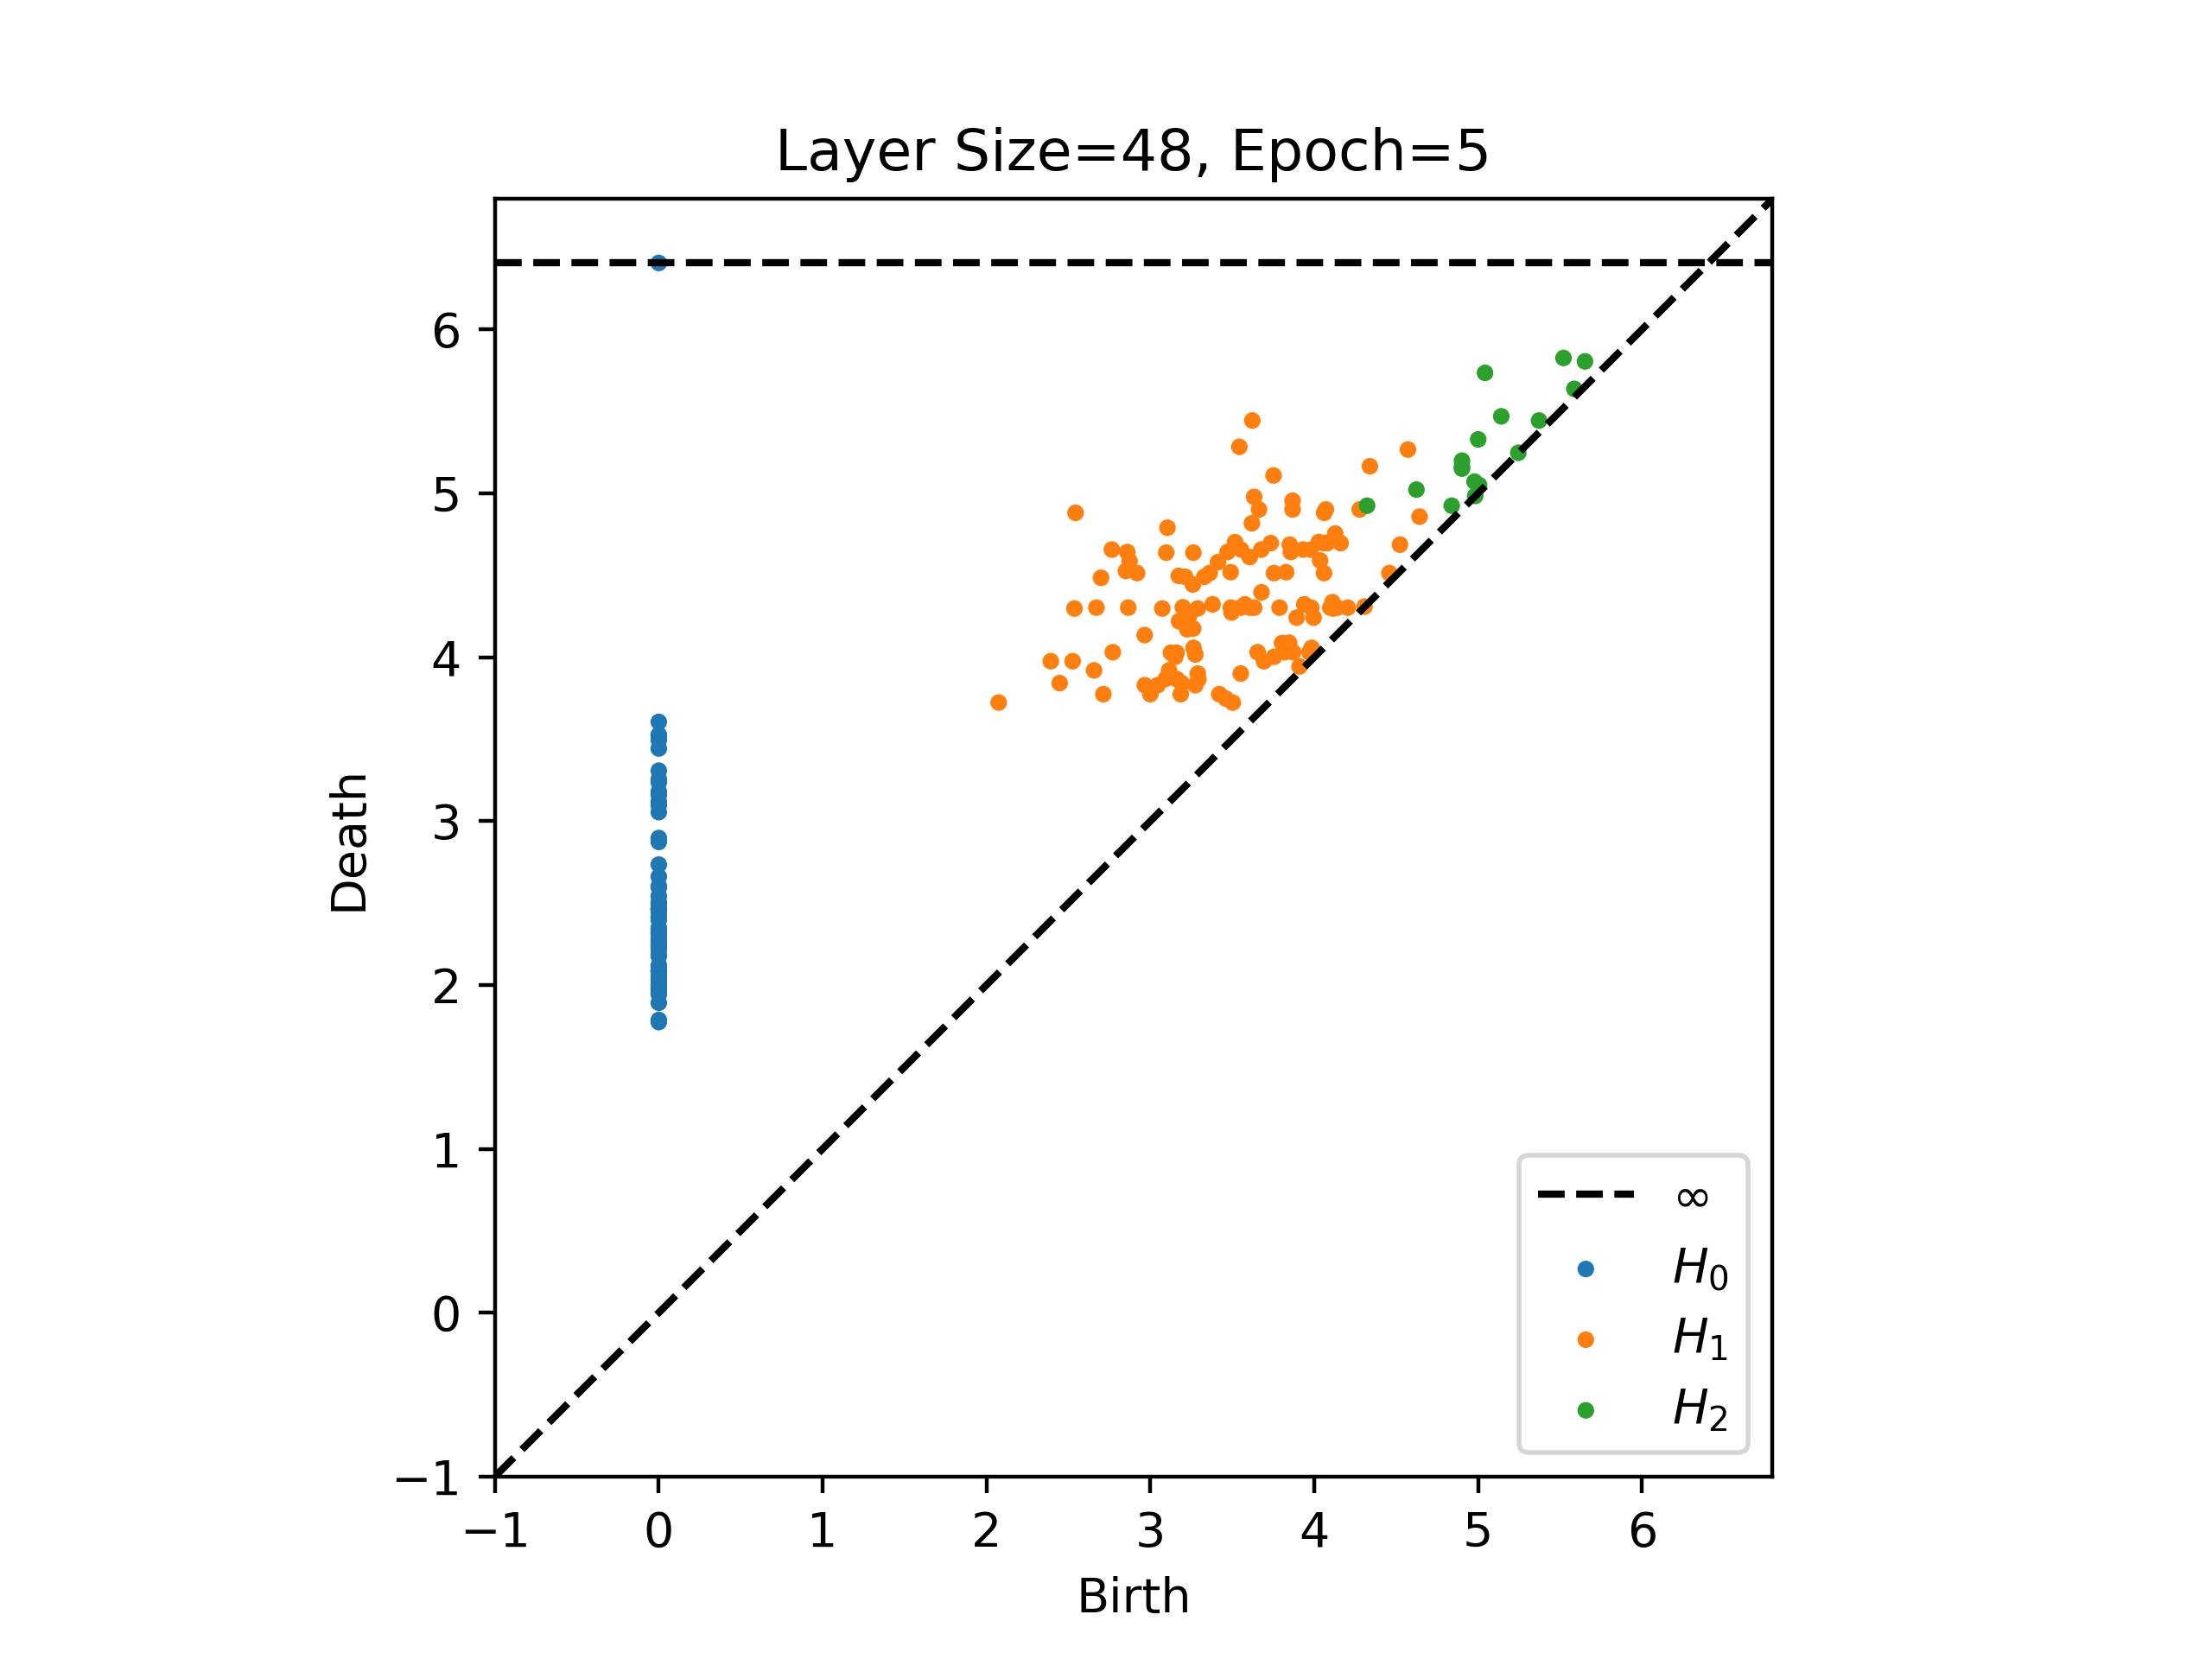 Layer Size=48, Epoch=5
6
5
4
3
2
1
0
−1
Death
−1 0 1 2 3 4 5 6
Birth
∞
H₀
H₁
H₂